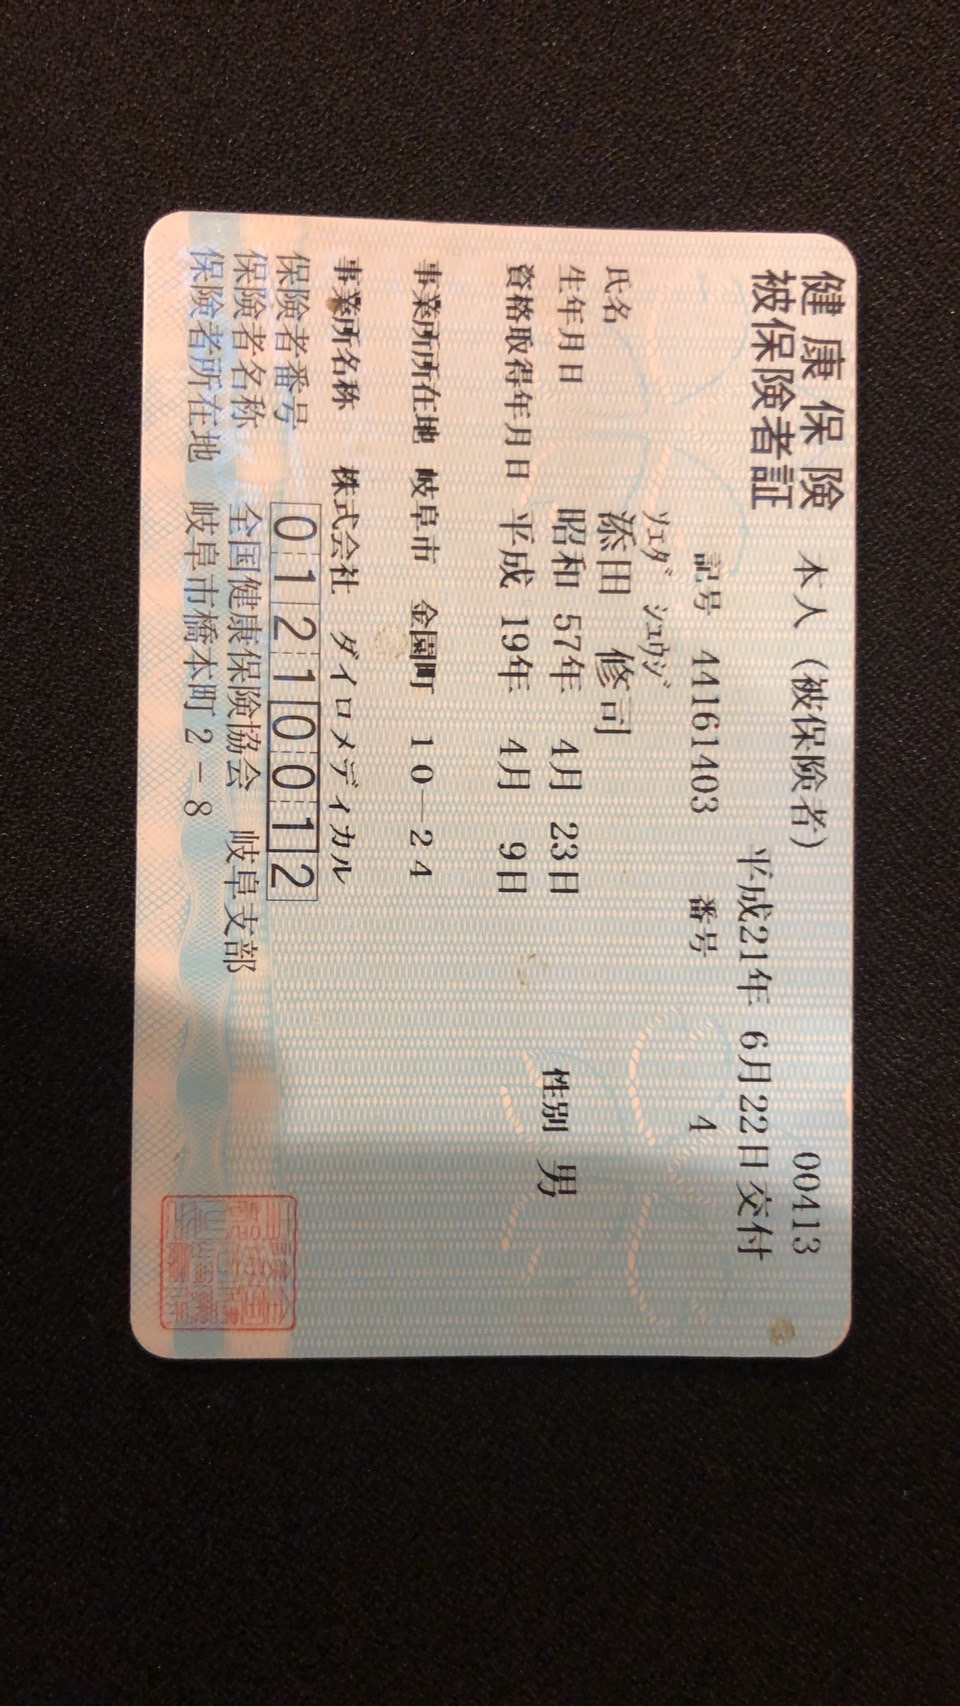 健康保険 本人（被保険者） 00413
被保険者証 平成21年 6月22日交付
記号 44161403 番号 4
ｿｴﾀﾞ ｼｭｳｼﾞ
氏名 添田 修司
生年月日 昭和 57年 4月 23日 性別 男
資格取得年月日 平成 19年 4月 9日
事業所所在地 岐阜市 金園町 10―24
事業所名称 株式会社 ダイロメディカル
保険者番号 01210012
保険者名称 全国健康保険協会 岐阜支部
保険者所在地 岐阜市橋本町2-8